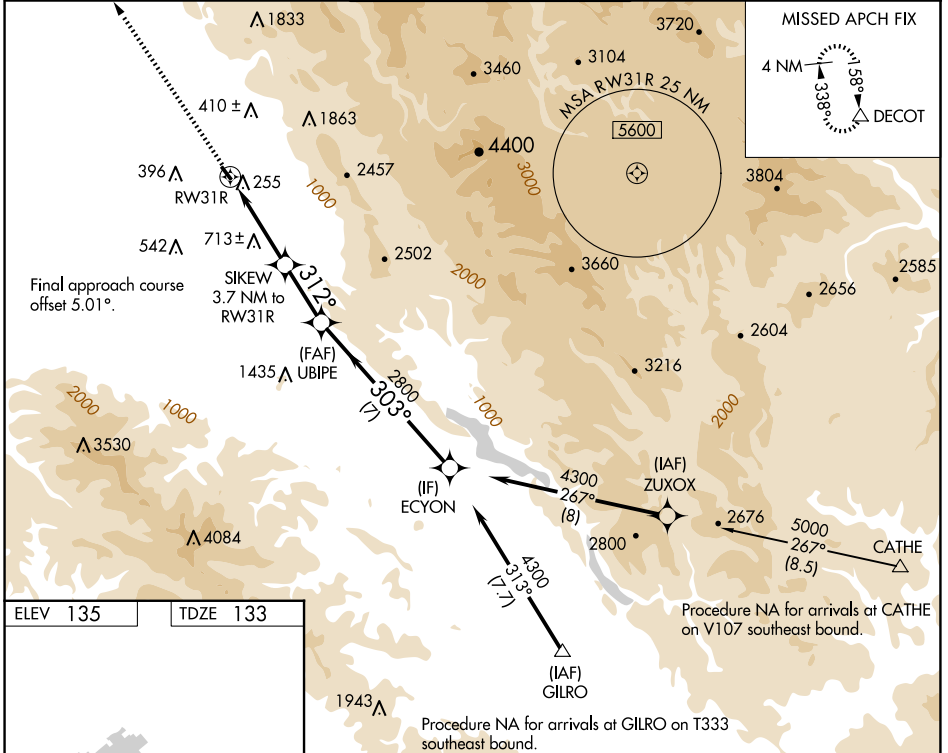 1833
3720
MISSED APCH FIX
3460
3104
4 NM
158°
338°
DECOT
MSA RW31R 25 NM
5600
410 ±
1863
4400
3000
396
255
RW31R
2457
1000
3804
542
713 ±
2502
2000
3660
2585
2656
Final approach course
offset 5.01°.
SIKEW
3.7 NM to
RW31R
312°
2604
(FAF)
UBIPE
1435
2800
303°
(7)
3216
2000
1000
1000
2000
3530
(IF)
ECYON
4300
267°
(8)
(IAF)
ZUXOX
2676
5000
267°
(8.5)
CATHE
4084
2800
4300
313°
(7.7)
Procedure NA for arrivals at CATHE
on V107 southeast bound.
ELEV 135
TDZE 133
(IAF)
GILRO
1943
Procedure NA for arrivals at GILRO on T333
southeast bound.